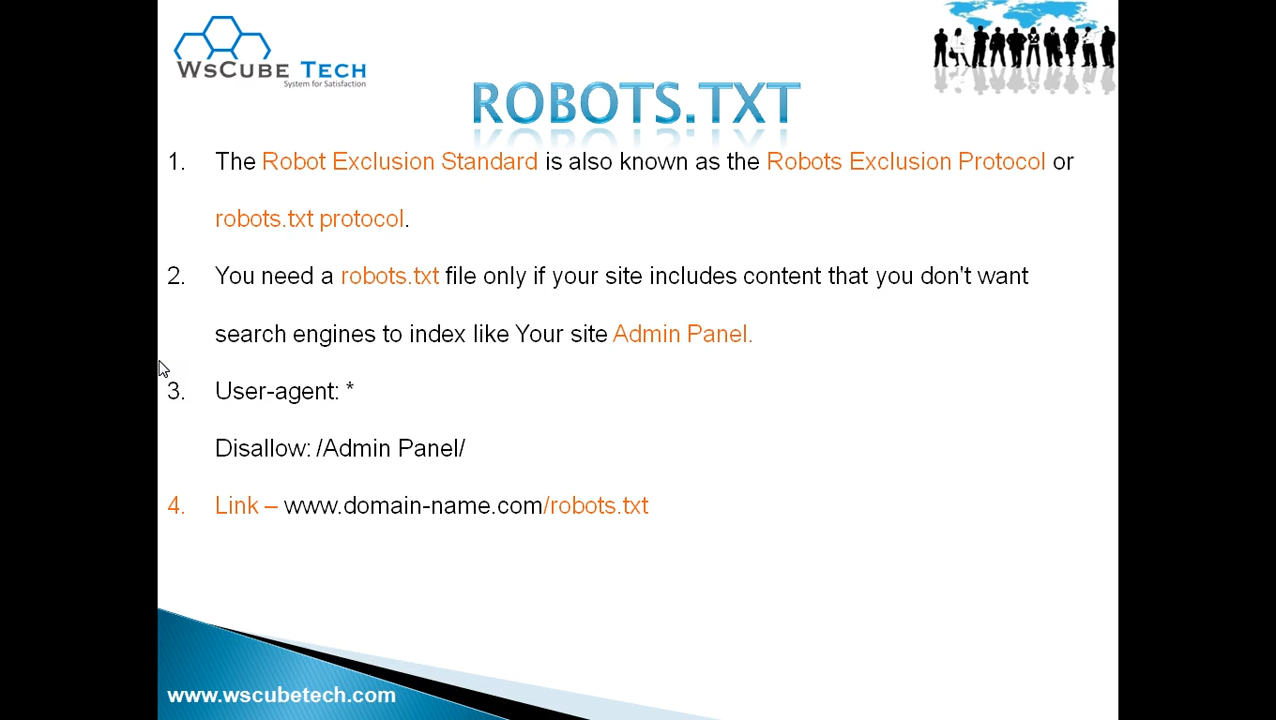 WsCube Tech
System for Satisfaction
ROBOTS.TXT
1. The Robot Exclusion Standard is also known as the Robots Exclusion Protocol or
robots.txt protocol.
2. You need a robots.txt file only if your site includes content that you don't want
search engines to index like Your site Admin Panel.
3. User-agent: *
Disallow: /Admin Panel/
4. Link – www.domain-name.com/robots.txt
www.wscubetech.com